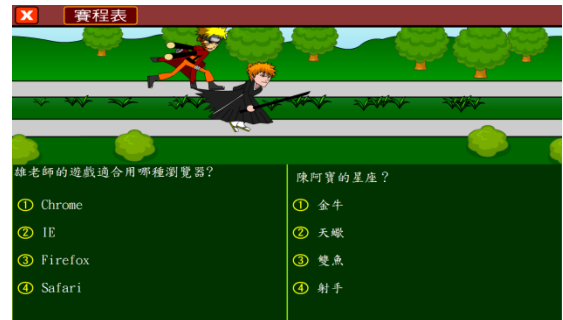 X 賽程表
雄老師的遊戲適合用哪種瀏覽器?
① Chrome
② IE
③ Firefox
④ Safari
陳阿寶的星座？
① 金牛
② 天蠍
③ 雙魚
④ 射手